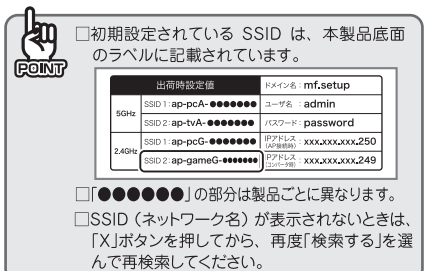 POINT
□初期設定されている SSID は、本製品底面
のラベルに記載されています。
出荷時設定値
ドメイン名：mf.setup
5GHz
SSID 1：ap-pcA-●●●●●●●
ユーザ名：admin
SSID 2：ap-tvA-●●●●●●●
パスワード：password
2.4GHz
SSID 1：ap-pcG-●●●●●●●
IPアドレス（AP接続時）：xxx.xxx.xxx.250
SSID 2：ap-gameG-●●●●●●●
IPアドレス（コンバータ時）：xxx.xxx.xxx.249
□「●●●●●●」の部分は製品ごとに異なります。
□SSID（ネットワーク名）が表示されないときは、
「X」ボタンを押してから、再度「検索する」を選
んで再検索してください。